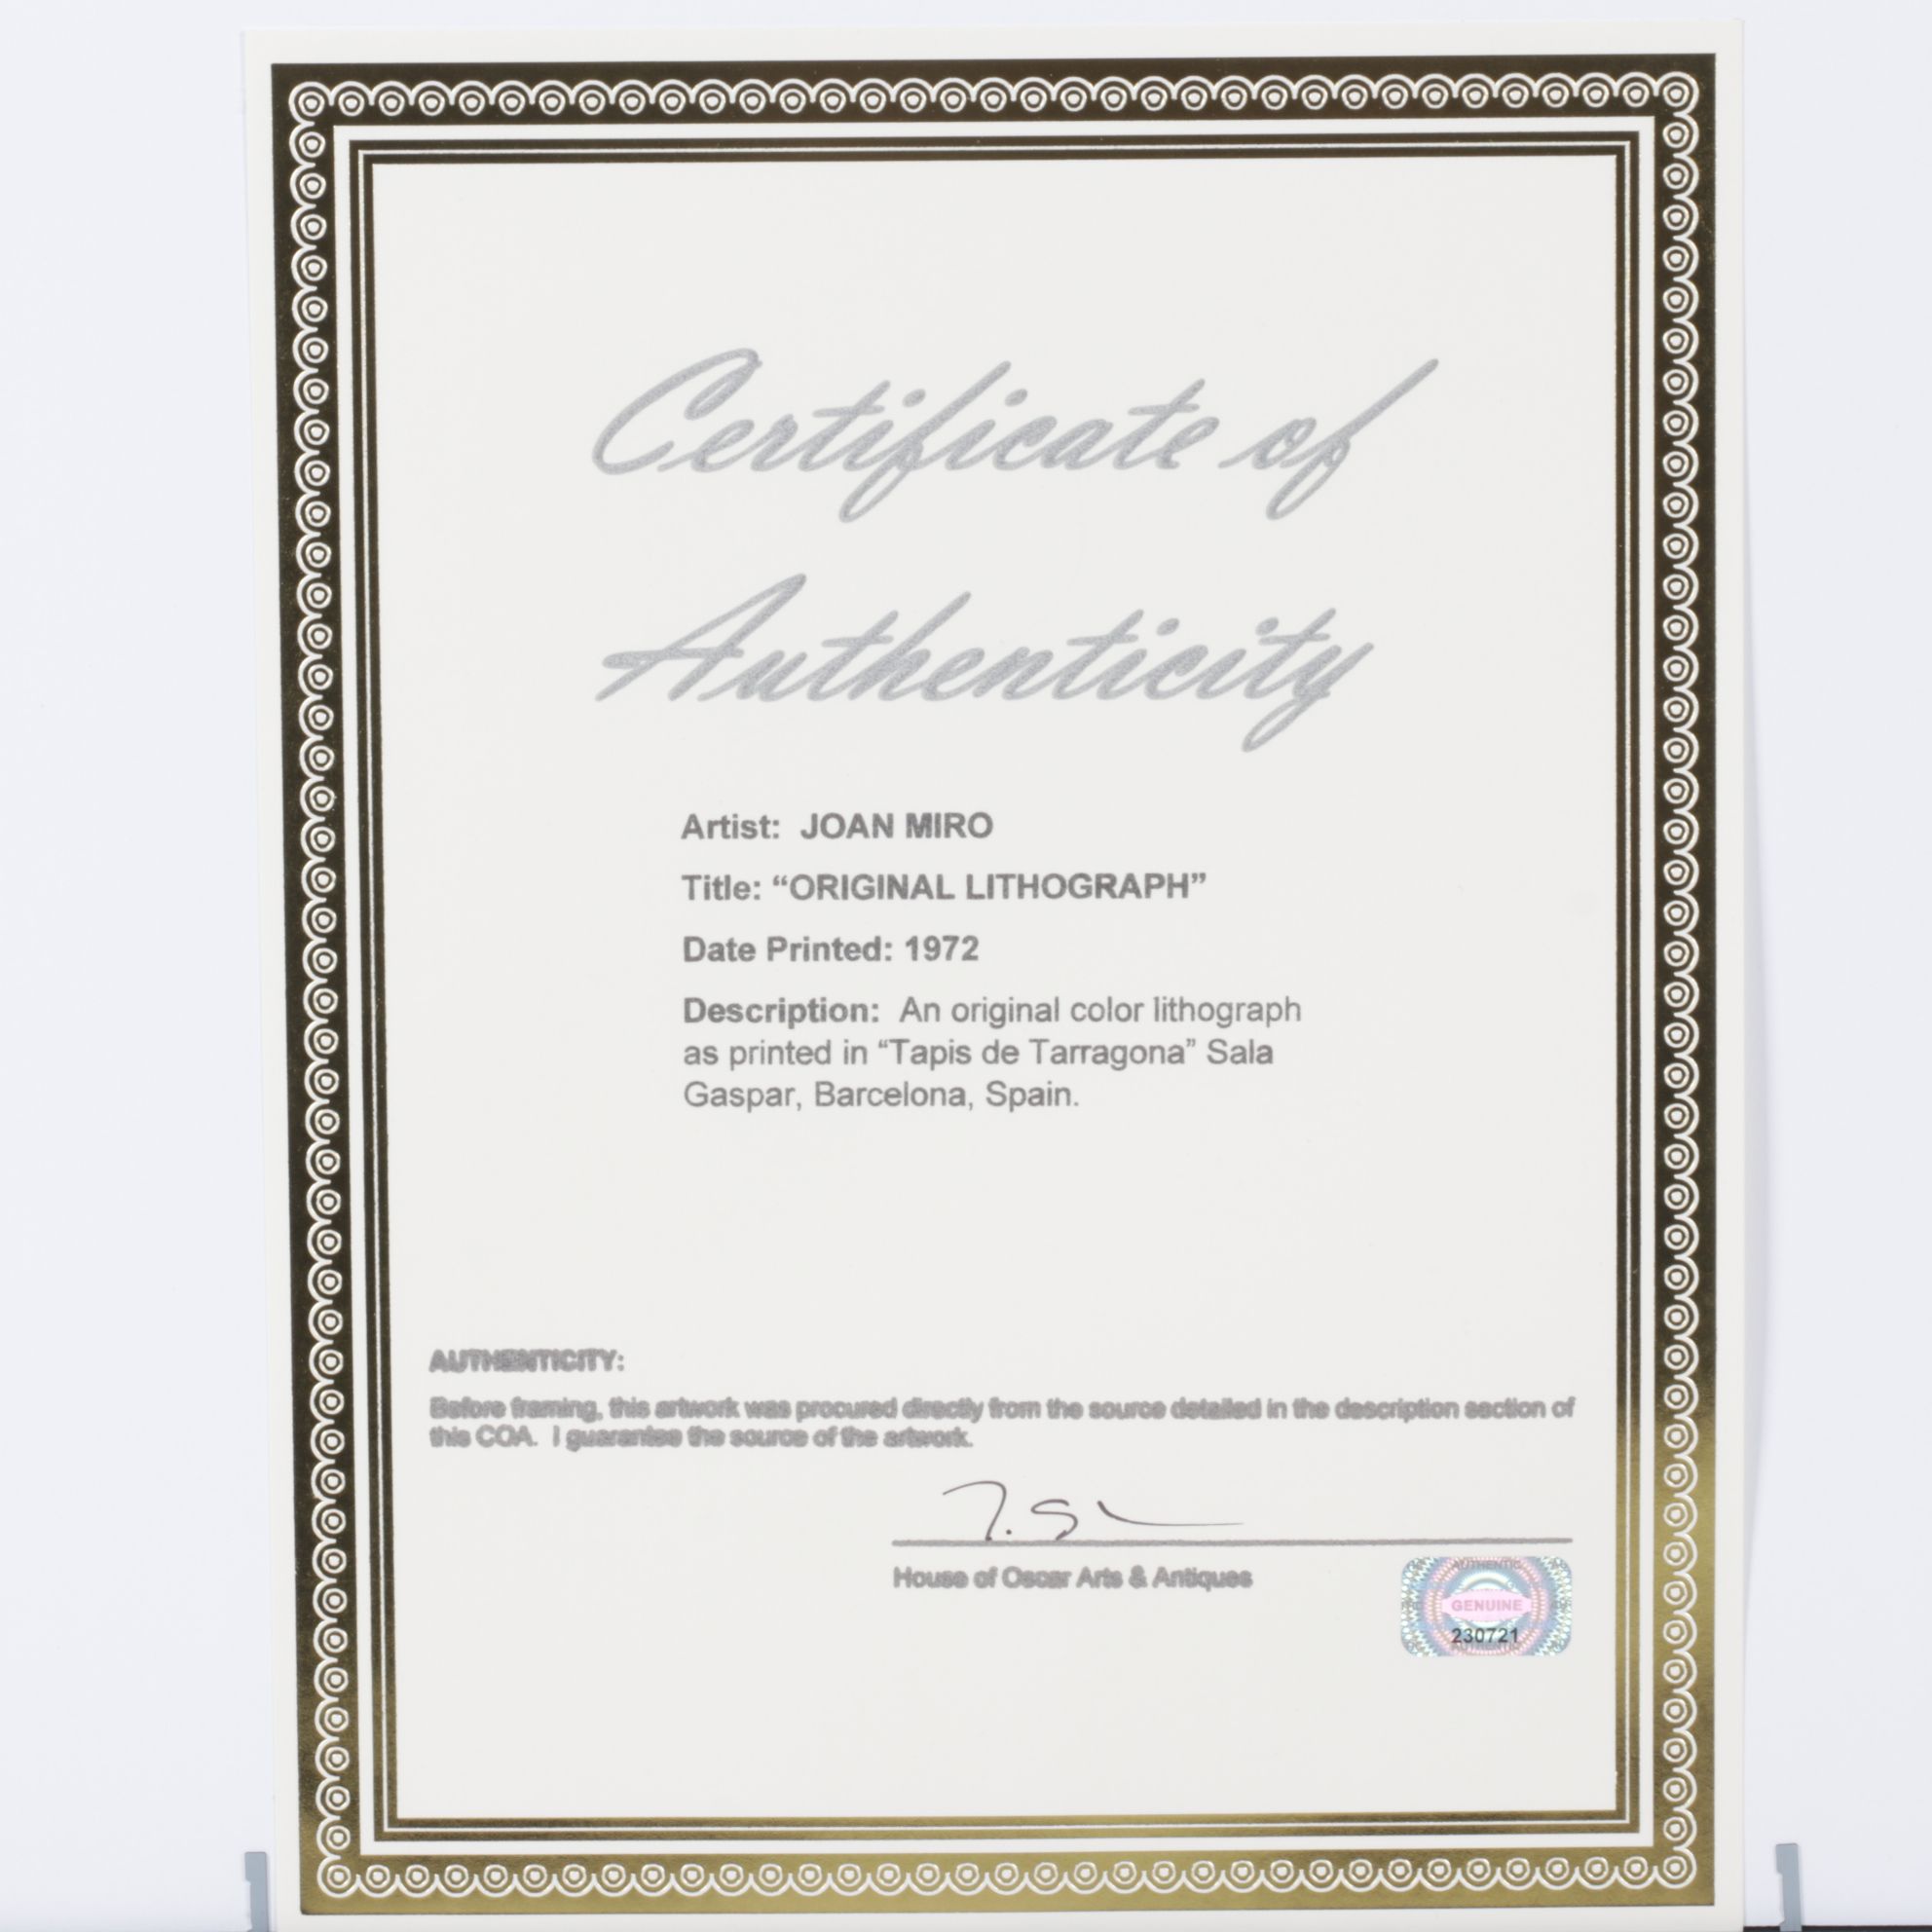 Certificate of
Authenticity
Artist: JOAN MIRO
Title: “ORIGINAL LITHOGRAPH”
Date Printed: 1972
Description: An original color lithograph
as printed in “Tapis de Tarragona” Sala
Gaspar, Barcelona, Spain.
AUTHENTICITY:
Before framing, this artwork was procured directly from the source detailed in the description section of
this COA. I guarantee the source of the artwork.
House of Oscar Arts & Antiques
AUTHENTIC
GENUINE
230721